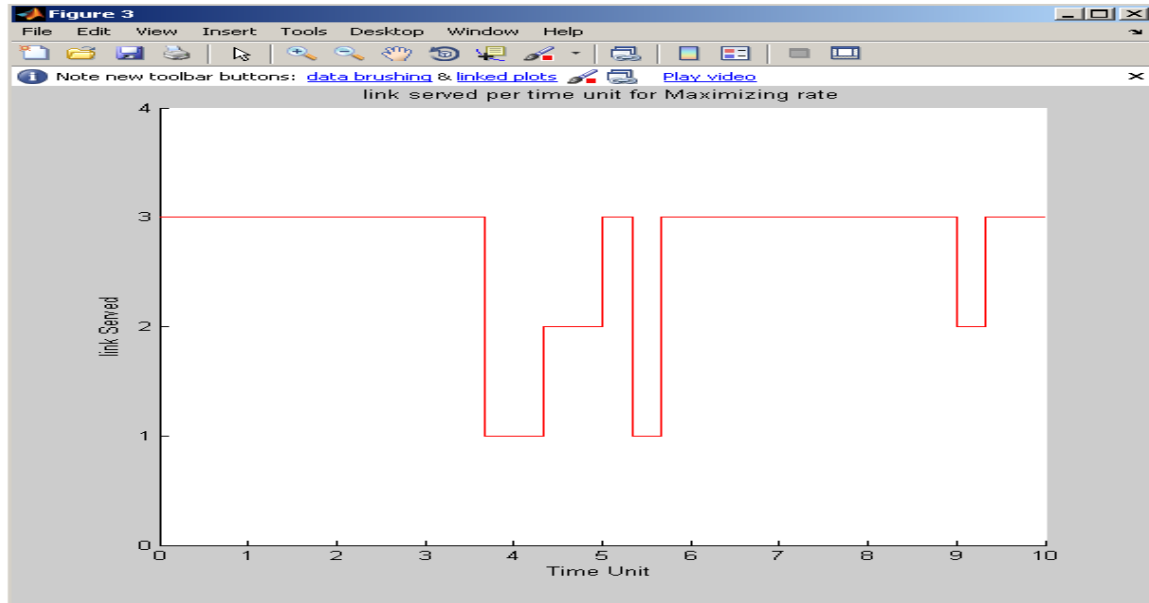 Figure 3
File Edit View Insert Tools Desktop Window Help
Note new toolbar buttons: data brushing & linked plots Play video
link served per time unit for Maximizing rate
4
3
2
1
0
link Served
0 1 2 3 4 5 6 7 8 9 10
Time Unit